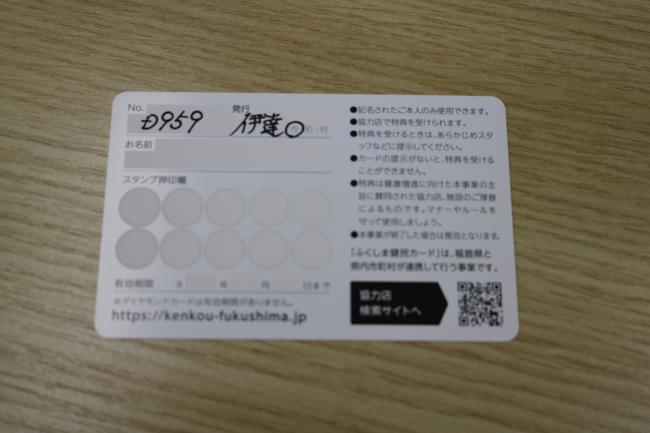 No.
D959
発行
伊達 市・町・村
お名前
スタンプ押印欄
有効期限 年 月 日まで
※ダイヤモンドカードは有効期限がありません。
https://kenkou-fukushima.jp
●記名されたご本人のみ使用できます。
●協力店で特典を受けられます。
●特典を受けるときは、あらかじめスタ
ッフなどに提示してください。
●カードの提示がないと、特典を受ける
ことができません。
●特典は健康増進に向けた本事業の主
旨に賛同された協力店、施設のご厚意
によるものです。マナーやルールを
守って使用しましょう。
●本事業が終了した場合は無効となります。
「ふくしま健民カード」は、福島県と
県内市町村が連携して行う事業です。
協力店
検索サイトへ